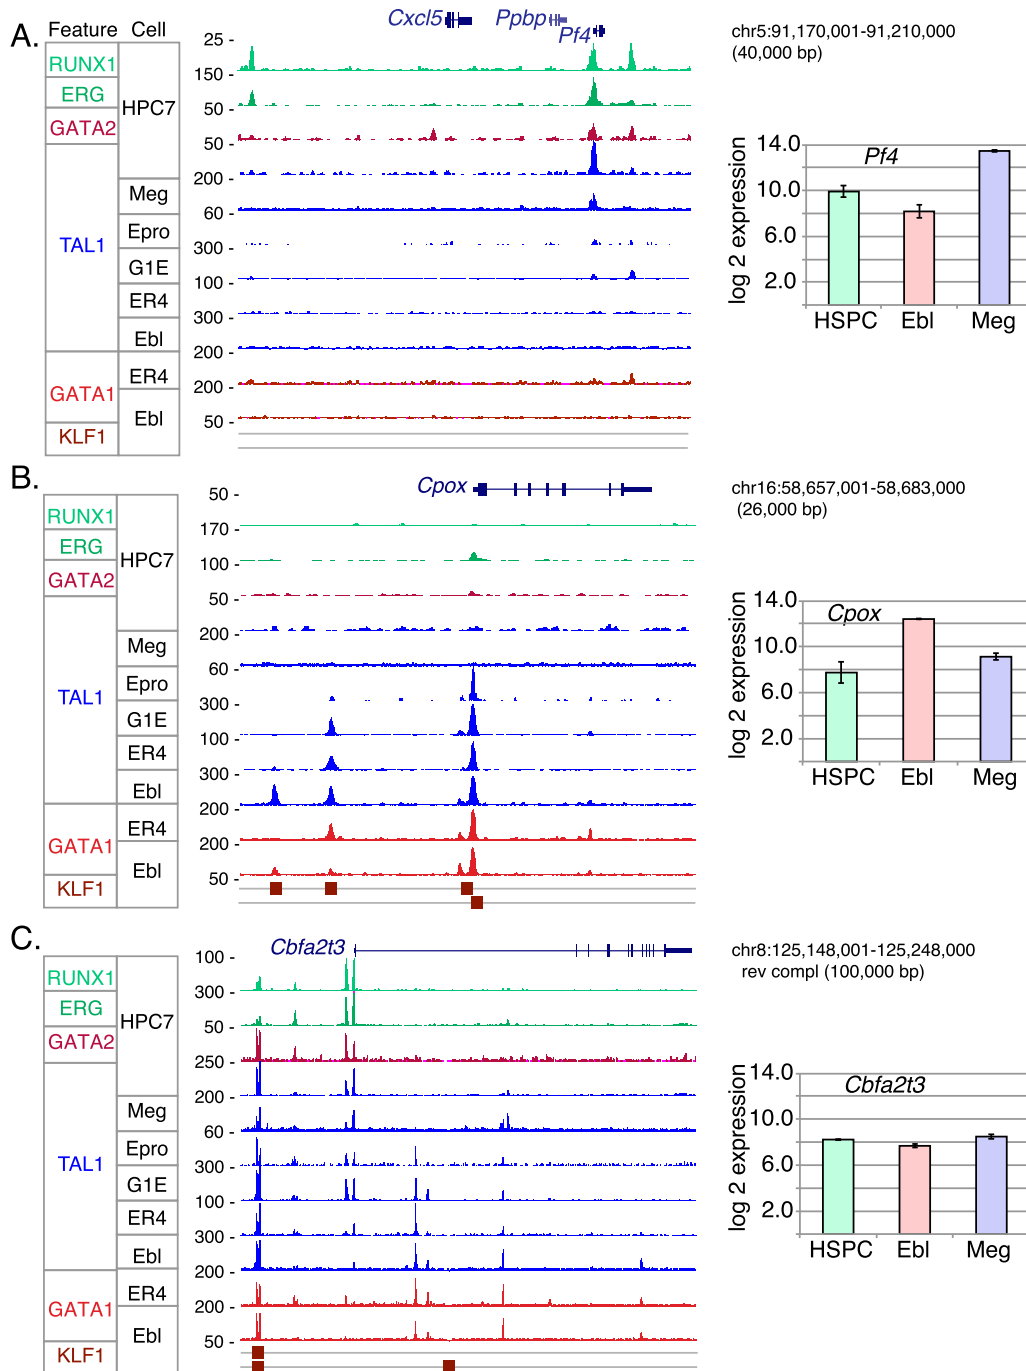 A.
Feature Cell
Cxcl5 Ppbp
Pf4
chr5:91,170,001-91,210,000
(40,000 bp)
25 -
RUNX1
150 -
ERG
HPC7
50 -
GATA2
50 -
200 -
Meg
60 -
TAL1
Epro
300 -
G1E
100 -
ER4
300 -
Ebl
200 -
ER4
GATA1
200 -
Ebl
50 -
KLF1
Pf4
log 2 expression
14.0
10.0
6.0
2.0
HSPC Ebl Meg
B.
Cpox
chr16:58,657,001-58,683,000
(26,000 bp)
50 -
RUNX1
170 -
ERG
HPC7
100 -
GATA2
50 -
200 -
Meg
60 -
TAL1
Epro
300 -
G1E
100 -
ER4
300 -
Ebl
200 -
ER4
GATA1
200 -
Ebl
50 -
KLF1
Cpox
log 2 expression
14.0
10.0
6.0
2.0
HSPC Ebl Meg
C.
Cbfa2t3
chr8:125,148,001-125,248,000
rev compl (100,000 bp)
100 -
RUNX1
300 -
ERG
HPC7
50 -
GATA2
250 -
200 -
Meg
60 -
TAL1
Epro
300 -
G1E
100 -
ER4
300 -
Ebl
200 -
ER4
GATA1
200 -
Ebl
50 -
KLF1
Cbfa2t3
log 2 expression
14.0
10.0
6.0
2.0
HSPC Ebl Meg